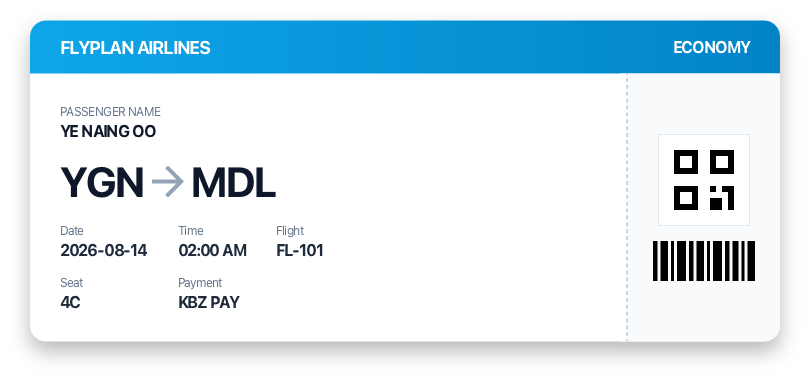 FLYPLAN AIRLINES
ECONOMY
PASSENGER NAME
YE NAING OO
YGN → MDL
Date Time Flight
2026-08-14 02:00 AM FL-101
Seat Payment
4C KBZ PAY